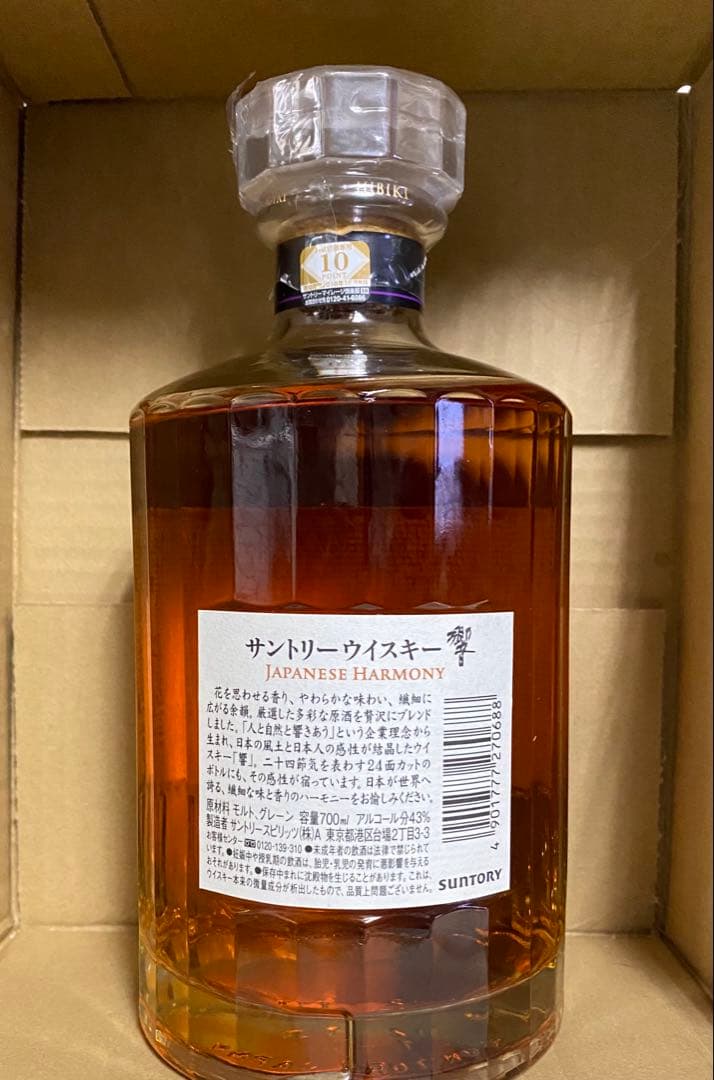 HIBIKI
10
POINT
サントリーマイレージ倶楽部
0120-41-6866
サントリーウイスキー 響
JAPANESE HARMONY
花を思わせる香り、やわらかな味わい、繊細に
広がる余韻。厳選した多彩な原酒を贅沢にブレンド
しました。「人と自然と響きあう」という企業理念から
生まれ、日本の風土と日本人の感性が結晶したウイ
スキー「響」。二十四節気を表わす24面カットの
ボトルにも、その感性が宿っています。日本が世界へ
誇る、繊細な味と香りのハーモニーをお愉しみください。
原材料 モルト、グレーン 容量700ml アルコール分43%
製造者 サントリースピリッツ(株)A 東京都港区台場2丁目3-3
お客様センター 0120-139-310 ●未成年者の飲酒は法律で禁じられて
います。●妊娠中や授乳期の飲酒は、胎児・乳児の発育に悪影響を与える
おそれがあります。●保存中まれに沈殿物を生じることがあります。これは、
ウイスキー本来の微量成分が析出したもので、品質上問題ございません。
SUNTORY
4 901777 270688